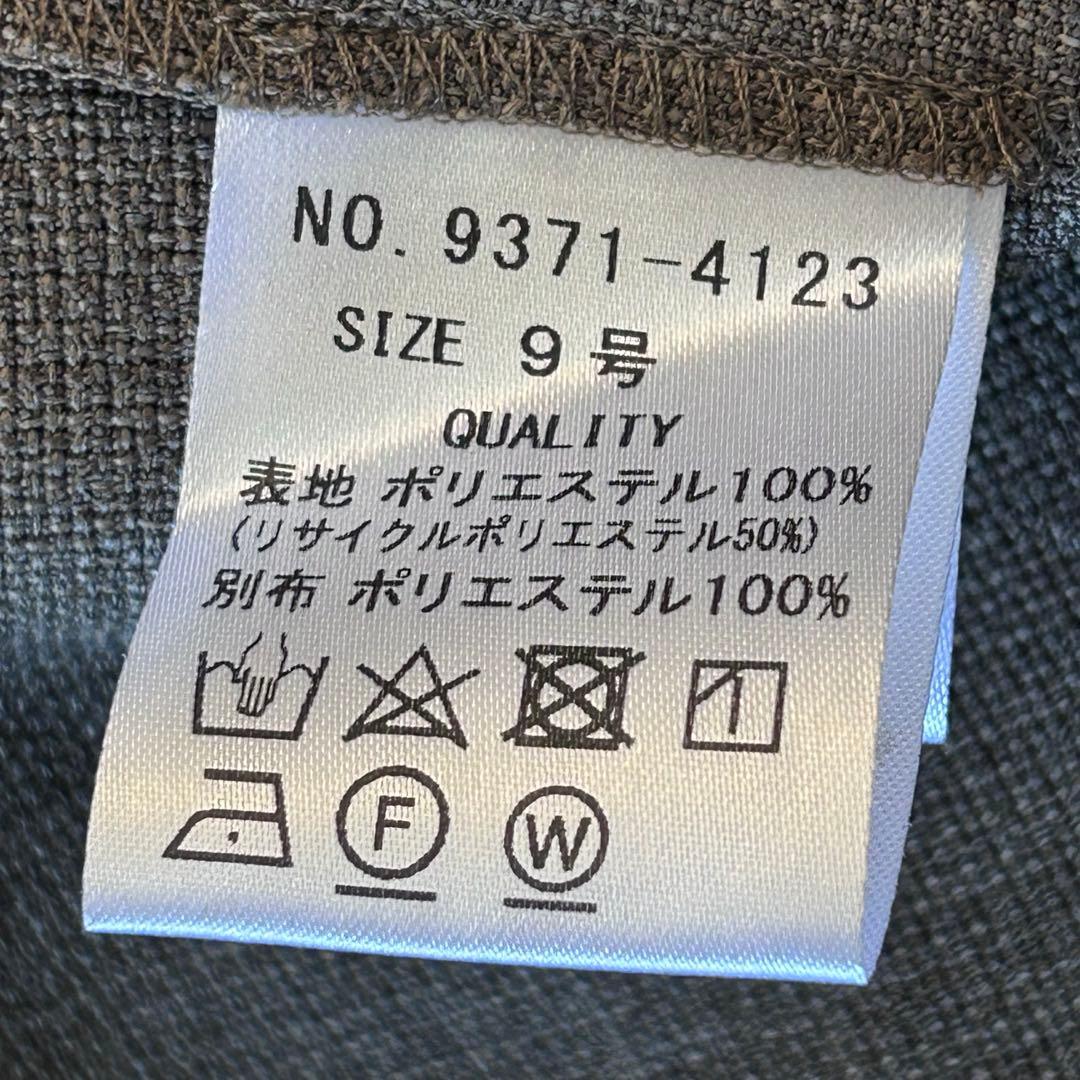 NO. 9371-4123
SIZE 9号
QUALITY
表地 ポリエステル100%
(リサイクルポリエステル50%)
別布 ポリエステル100%
F
W